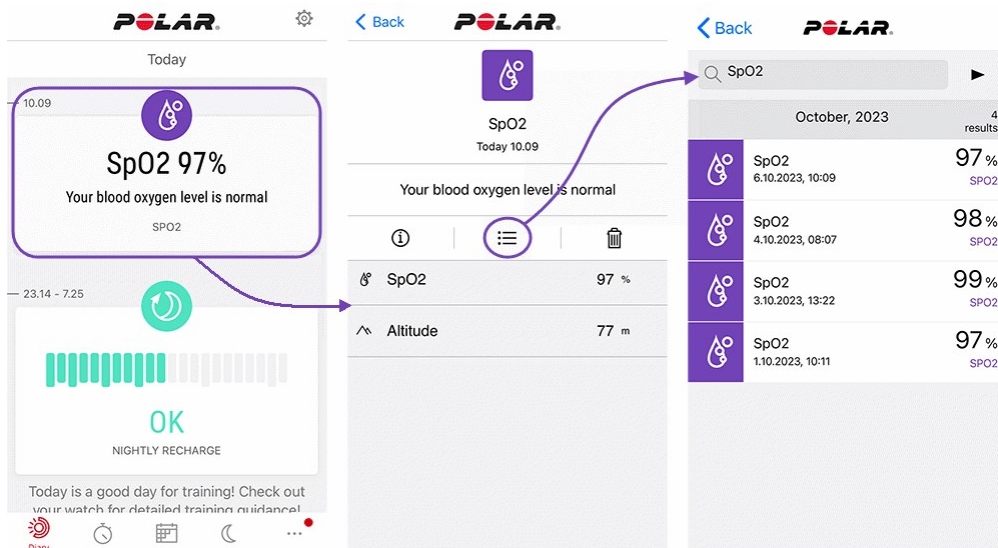 POLAR.
Today
10.09
SpO2 97%
Your blood oxygen level is normal
SPO2
23.14 - 7.25
OK
NIGHTLY RECHARGE
Today is a good day for training! Check out
your watch for detailed training guidance!
Diary
Back
POLAR.
SpO2
Today 10.09
Your blood oxygen level is normal
SpO2 97 %
Altitude 77 m
Back
POLAR.
SpO2
October, 2023 4
results
SpO2 97 %
6.10.2023, 10:09 SPO2
SpO2 98 %
4.10.2023, 08:07 SPO2
SpO2 99 %
3.10.2023, 13:22 SPO2
SpO2 97 %
1.10.2023, 10:11 SPO2